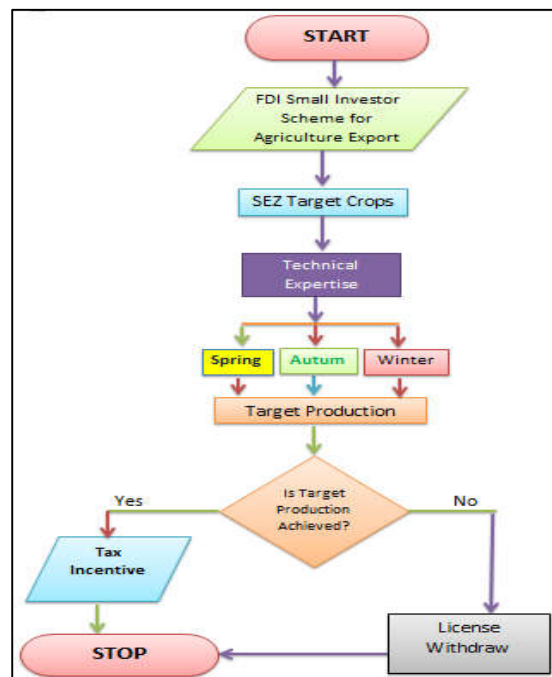 START
FDI Small Investor
Scheme for
Agriculture Export
SEZ Target Crops
Technical
Expertise
Spring
Autum
Winter
Target Production
Is Target
Production
Achieved?
Yes
No
Tax
Incentive
License
Withdraw
STOP